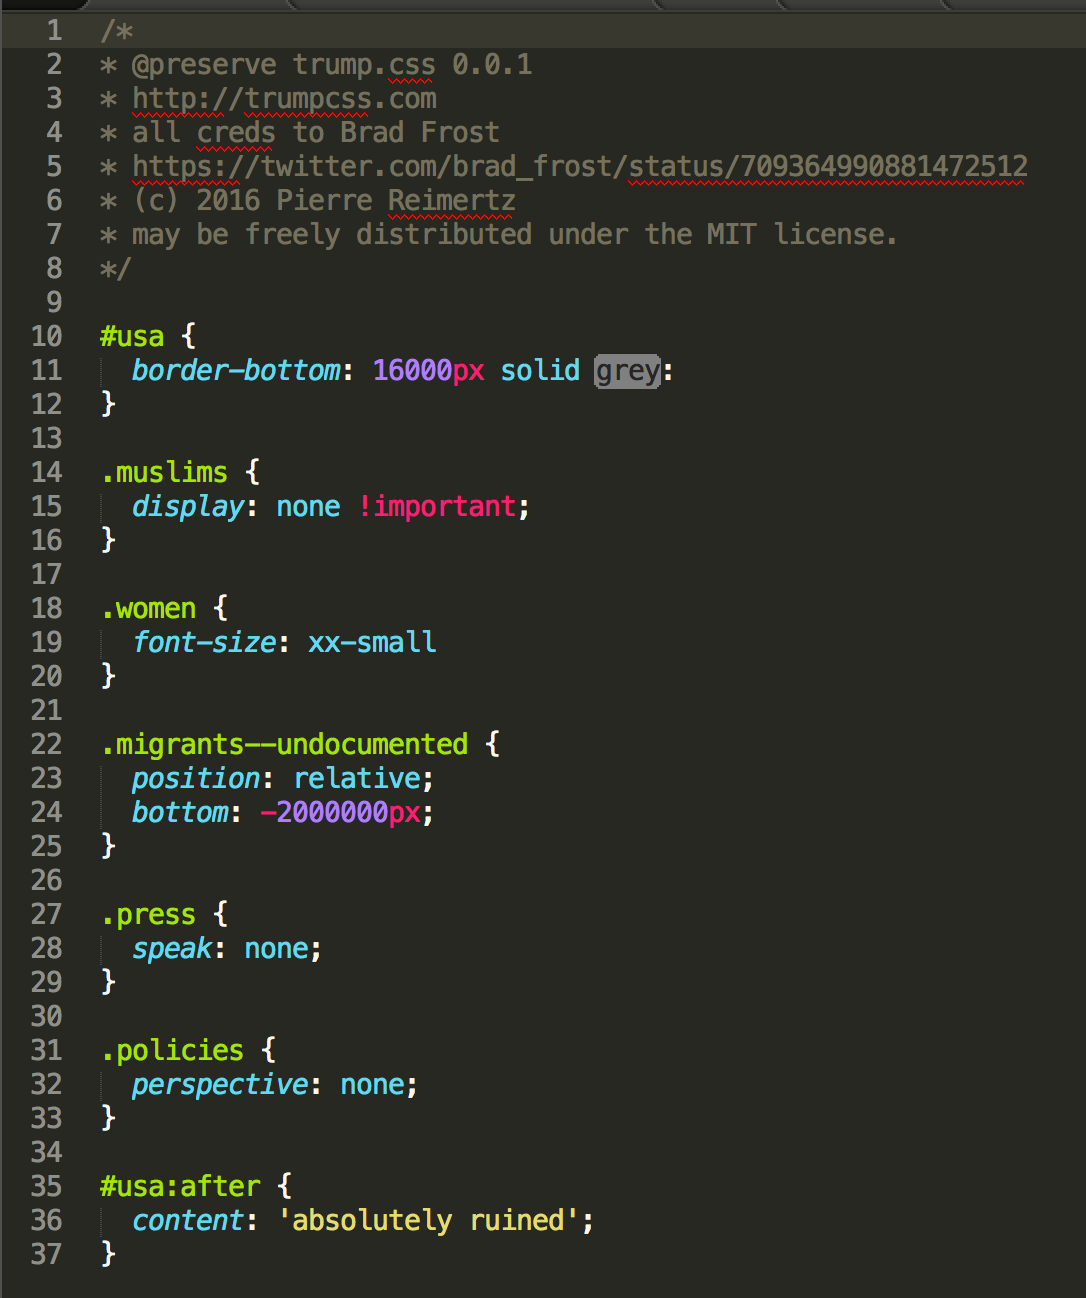 1 /*
2 * @preserve trump.css 0.0.1
3 * http://trumpcss.com
4 * all creds to Brad Frost
5 * https://twitter.com/brad_frost/status/709364990881472512
6 * (c) 2016 Pierre Reimertz
7 * may be freely distributed under the MIT license.
8 */
9
10 #usa {
11 border-bottom: 16000px solid grey:
12 }
13
14 .muslims {
15 display: none !important;
16 }
17
18 .women {
19 font-size: xx-small
20 }
21
22 .migrants--undocumented {
23 position: relative;
24 bottom: -2000000px;
25 }
26
27 .press {
28 speak: none;
29 }
30
31 .policies {
32 perspective: none;
33 }
34
35 #usa:after {
36 content: 'absolutely ruined';
37 }